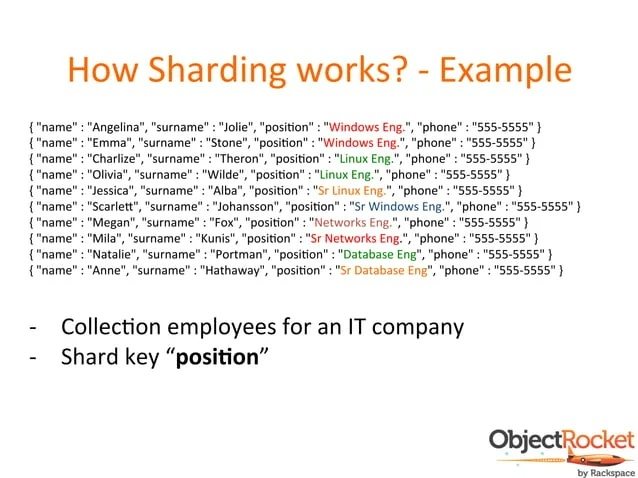 How Sharding works? - Example
{ "name" : "Angelina", "surname" : "Jolie", "position" : "Windows Eng.", "phone" : "555-5555" }
{ "name" : "Emma", "surname" : "Stone", "position" : "Windows Eng.", "phone" : "555-5555" }
{ "name" : "Charlize", "surname" : "Theron", "position" : "Linux Eng.", "phone" : "555-5555" }
{ "name" : "Olivia", "surname" : "Wilde", "position" : "Linux Eng.", "phone" : "555-5555" }
{ "name" : "Jessica", "surname" : "Alba", "position" : "Sr Linux Eng.", "phone" : "555-5555" }
{ "name" : "Scarlett", "surname" : "Johansson", "position" : "Sr Windows Eng.", "phone" : "555-5555" }
{ "name" : "Megan", "surname" : "Fox", "position" : "Networks Eng.", "phone" : "555-5555" }
{ "name" : "Mila", "surname" : "Kunis", "position" : "Sr Networks Eng.", "phone" : "555-5555" }
{ "name" : "Natalie", "surname" : "Portman", "position" : "Database Eng", "phone" : "555-5555" }
{ "name" : "Anne", "surname" : "Hathaway", "position" : "Sr Database Eng", "phone" : "555-5555" }
- Collection employees for an IT company
- Shard key “position”
ObjectRocket
by Rackspace